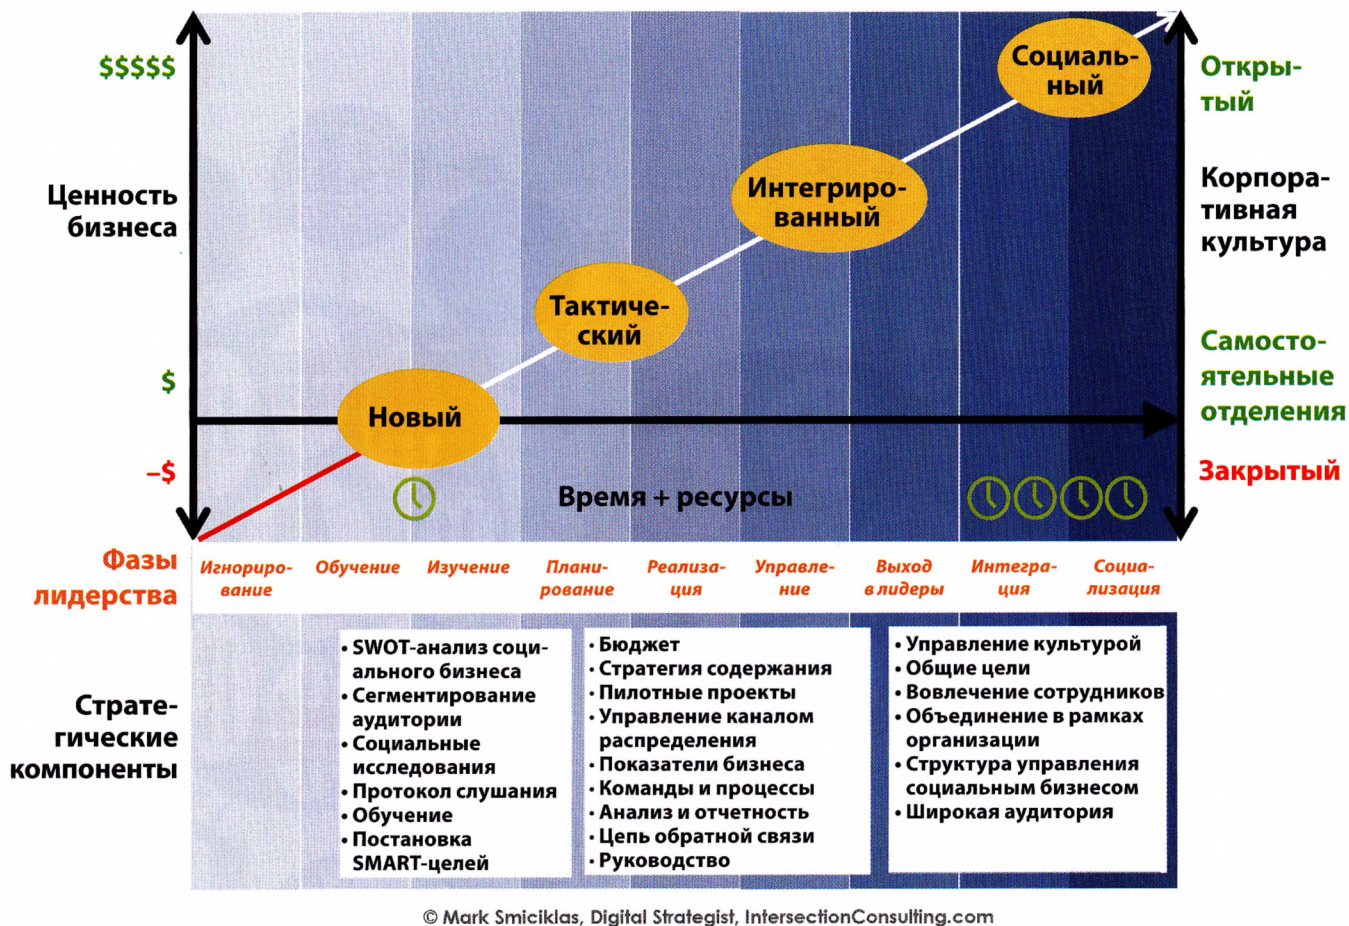 $$$$$
Ценность
бизнеса
$
–$
Социаль-
ный
Интегриро-
ванный
Тактиче-
ский
Новый
Время + ресурсы
Откры-
тый
Корпора-
тивная
культура
Самосто-
ятельные
отделения
Закрытый
Фазы
лидерства
Игнориро-
вание
Обучение
Изучение
Плани-
рование
Реализа-
ция
Управле-
ние
Выход
в лидеры
Интегра-
ция
Социа-
лизация
Страте-
гические
компоненты
• SWOT-анализ соци-
ального бизнеса
• Сегментирование
аудитории
• Социальные
исследования
• Протокол слушания
• Обучение
• Постановка
SMART-целей
• Бюджет
• Стратегия содержания
• Пилотные проекты
• Управление каналом
распределения
• Показатели бизнеса
• Команды и процессы
• Анализ и отчетность
• Цепь обратной связи
• Руководство
• Управление культурой
• Общие цели
• Вовлечение сотрудников
• Объединение в рамках
организации
• Структура управления
социальным бизнесом
• Широкая аудитория
© Mark Smiciklas, Digital Strategist, IntersectionConsulting.com